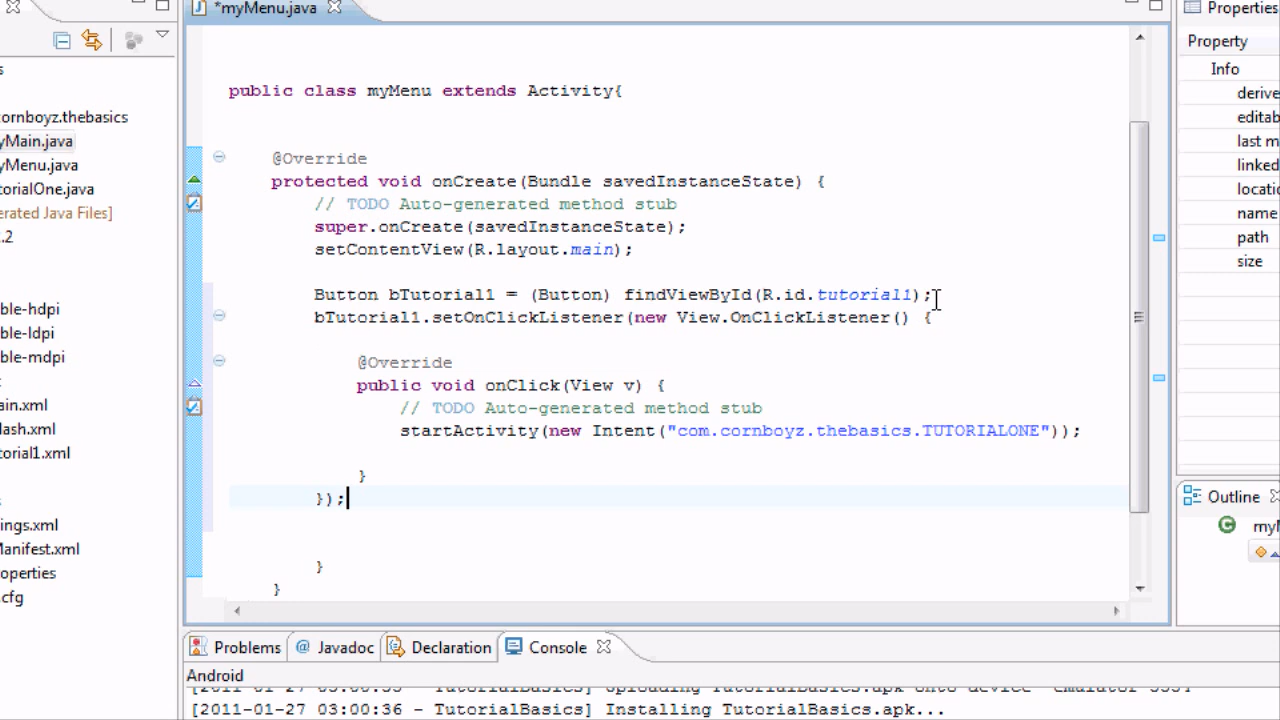 *myMenu.java
Properties
Property
Info
derive
editab
last m
linked
locatio
name
path
size
s
cornboyz.thebasics
yMain.java
yMenu.java
torialOne.java
erated Java Files]
.2
ble-hdpi
ble-ldpi
ble-mdpi
ain.xml
lash.xml
torial1.xml
s
ings.xml
Manifest.xml
roperties
.cfg
public class myMenu extends Activity{
@Override
protected void onCreate(Bundle savedInstanceState) {
// TODO Auto-generated method stub
super.onCreate(savedInstanceState);
setContentView(R.layout.main);
Button bTutorial1 = (Button) findViewById(R.id.tutorial1);
bTutorial1.setOnClickListener(new View.OnClickListener() {
@Override
public void onClick(View v) {
// TODO Auto-generated method stub
startActivity(new Intent("com.cornboyz.thebasics.TUTORIALONE"));
}
});
}
}
Outline
myM
Problems
Javadoc
Declaration
Console
Android
[2011-01-27 03:00:36 - TutorialBasics] Installing TutorialBasics.apk...